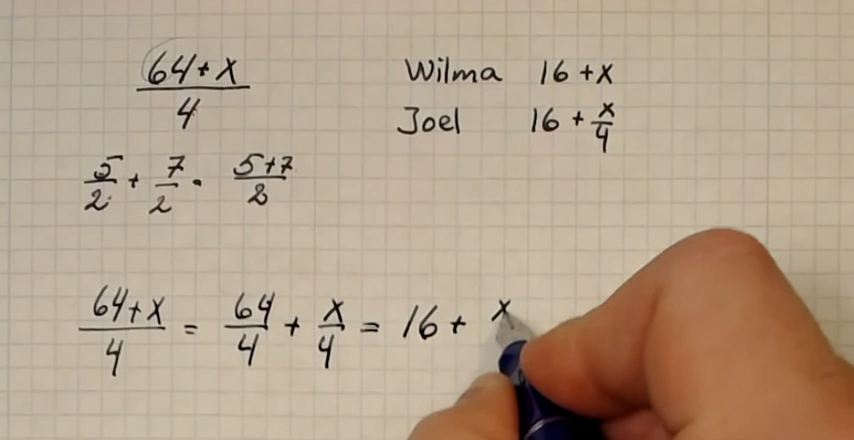 (64+x)/4
Wilma 16+x
Joel 16+x/4
5/2 + 7/2 · (5+7)/2
(64+x)/4 = 64/4 + x/4 = 16 + x